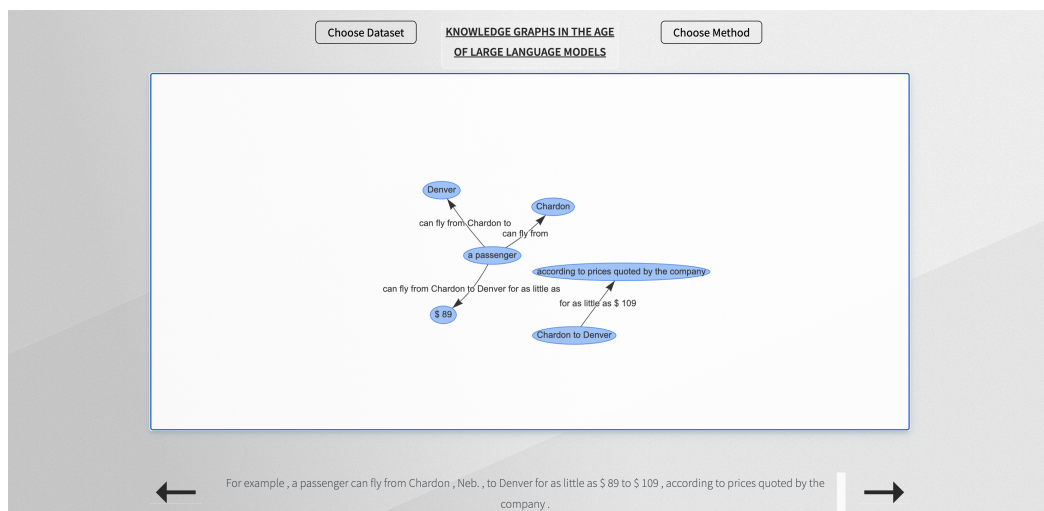 Choose Dataset
KNOWLEDGE GRAPHS IN THE AGE
OF LARGE LANGUAGE MODELS
Choose Method
Denver
Chardon
can fly from Chardon to
can fly from
a passenger
according to prices quoted by the company
can fly from Chardon to Denver for as little as
for as little as $ 109
$ 89
Chardon to Denver
For example , a passenger can fly from Chardon , Neb. , to Denver for as little as $ 89 to $ 109 , according to prices quoted by the
company .